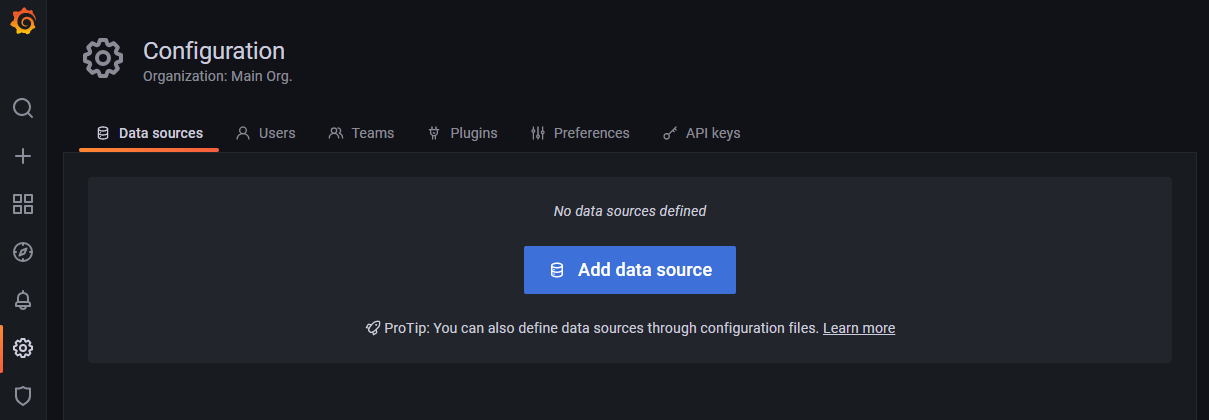 Configuration
Organization: Main Org.
Data sources Users Teams Plugins Preferences API keys
No data sources defined
Add data source
ProTip: You can also define data sources through configuration files. Learn more